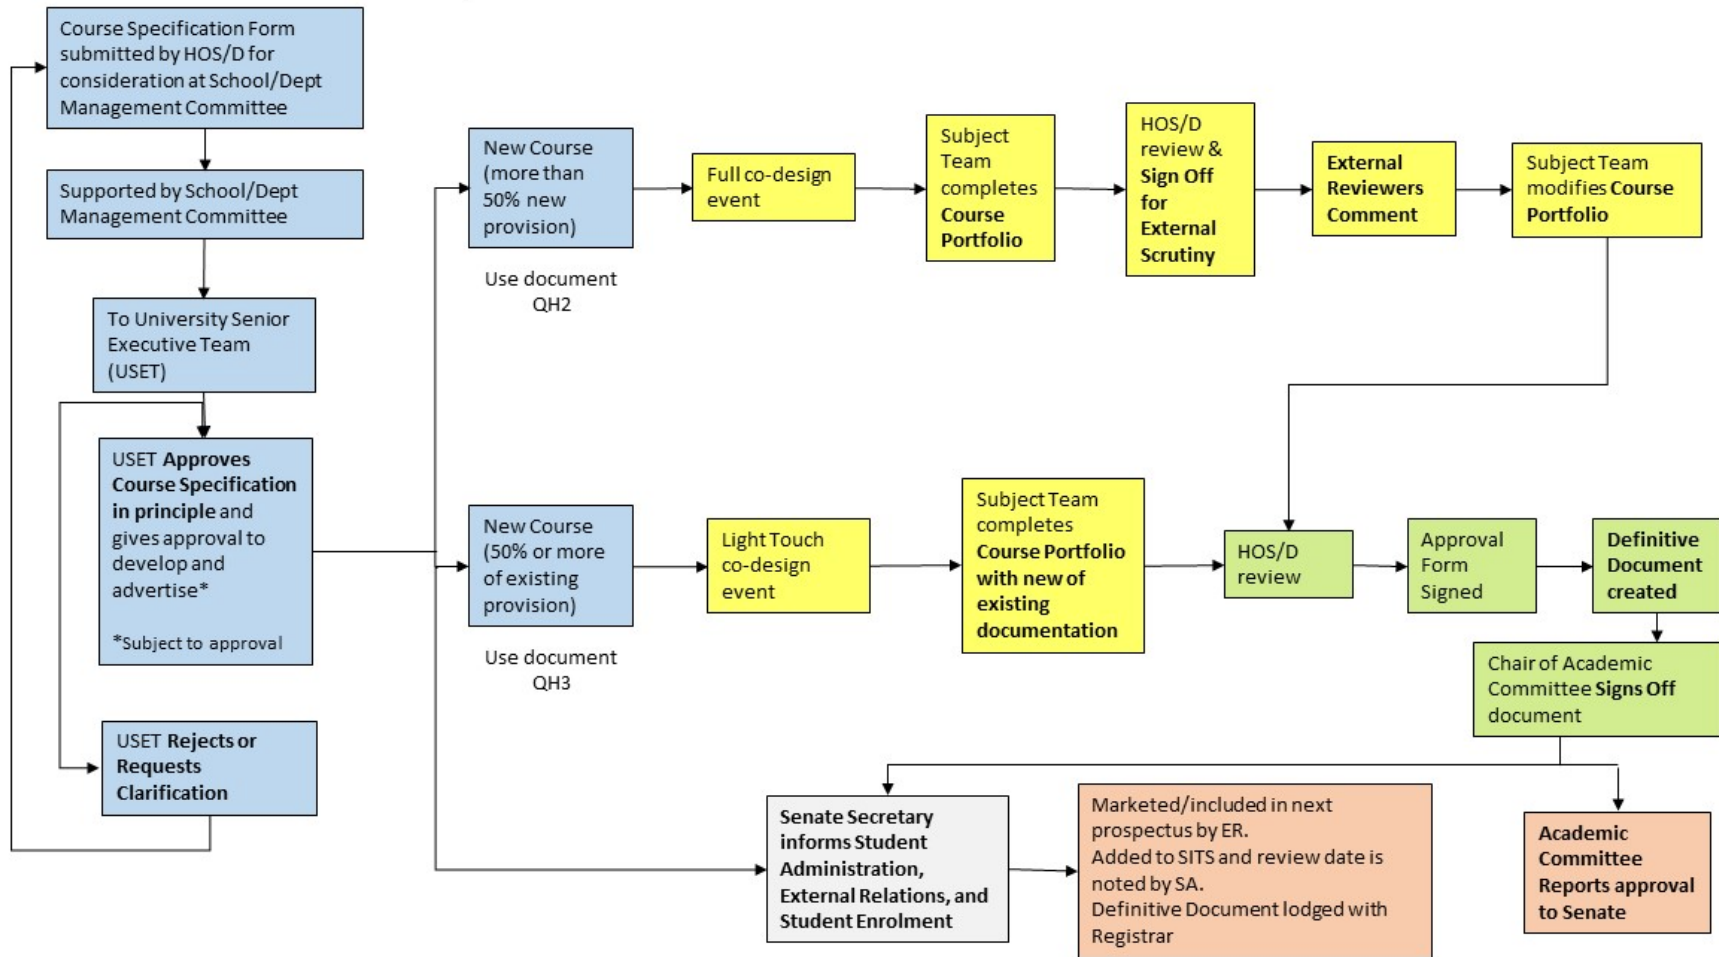 Course Specification Form
submitted by HOS/D for
consideration at School/Dept
Management Committee
Supported by School/Dept
Management Committee
To University Senior
Executive Team
(USET)
USET Approves
Course Specification
in principle and
gives approval to
develop and
advertise*
*Subject to approval
USET Rejects or
Requests
Clarification
New Course
(more than
50% new
provision)
Use document
QH2
Full co-design
event
Subject
Team
completes
Course
Portfolio
HOS/D
review &
Sign Off
for
External
Scrutiny
External
Reviewers
Comment
Subject Team
modifies Course
Portfolio
New Course
(50% or more
of existing
provision)
Use document
QH3
Light Touch
co-design
event
Subject Team
completes
Course Portfolio
with new of
existing
documentation
HOS/D
review
Approval
Form
Signed
Definitive
Document
created
Chair of Academic
Committee Signs Off
document
Senate Secretary
informs Student
Administration,
External Relations, and
Student Enrolment
Marketed/included in next
prospectus by ER.
Added to SITS and review date is
noted by SA.
Definitive Document lodged with
Registrar
Academic
Committee
Reports approval
to Senate